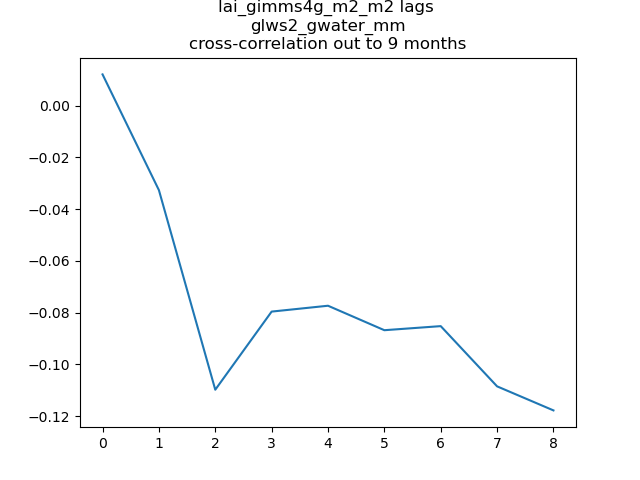 lai_gimms4g_m2_m2 lags
glws2_gwater_mm
cross-correlation out to 9 months
0.00
−0.02
−0.04
−0.06
−0.08
−0.10
−0.12
0 1 2 3 4 5 6 7 8